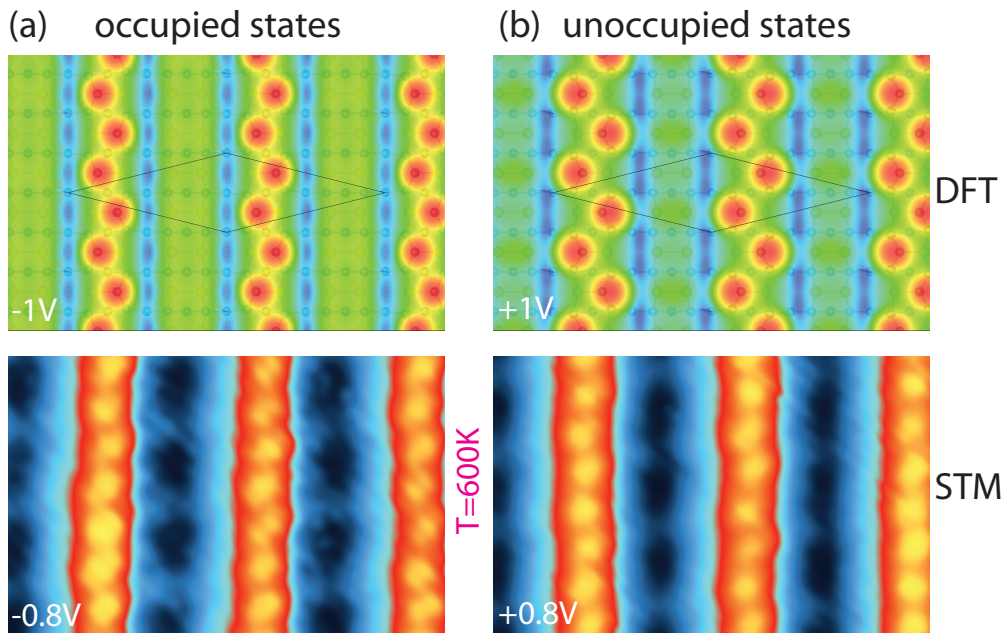 (a) occupied states
(b) unoccupied states
-1V
+1V
DFT
T=600K
-0.8V
+0.8V
STM